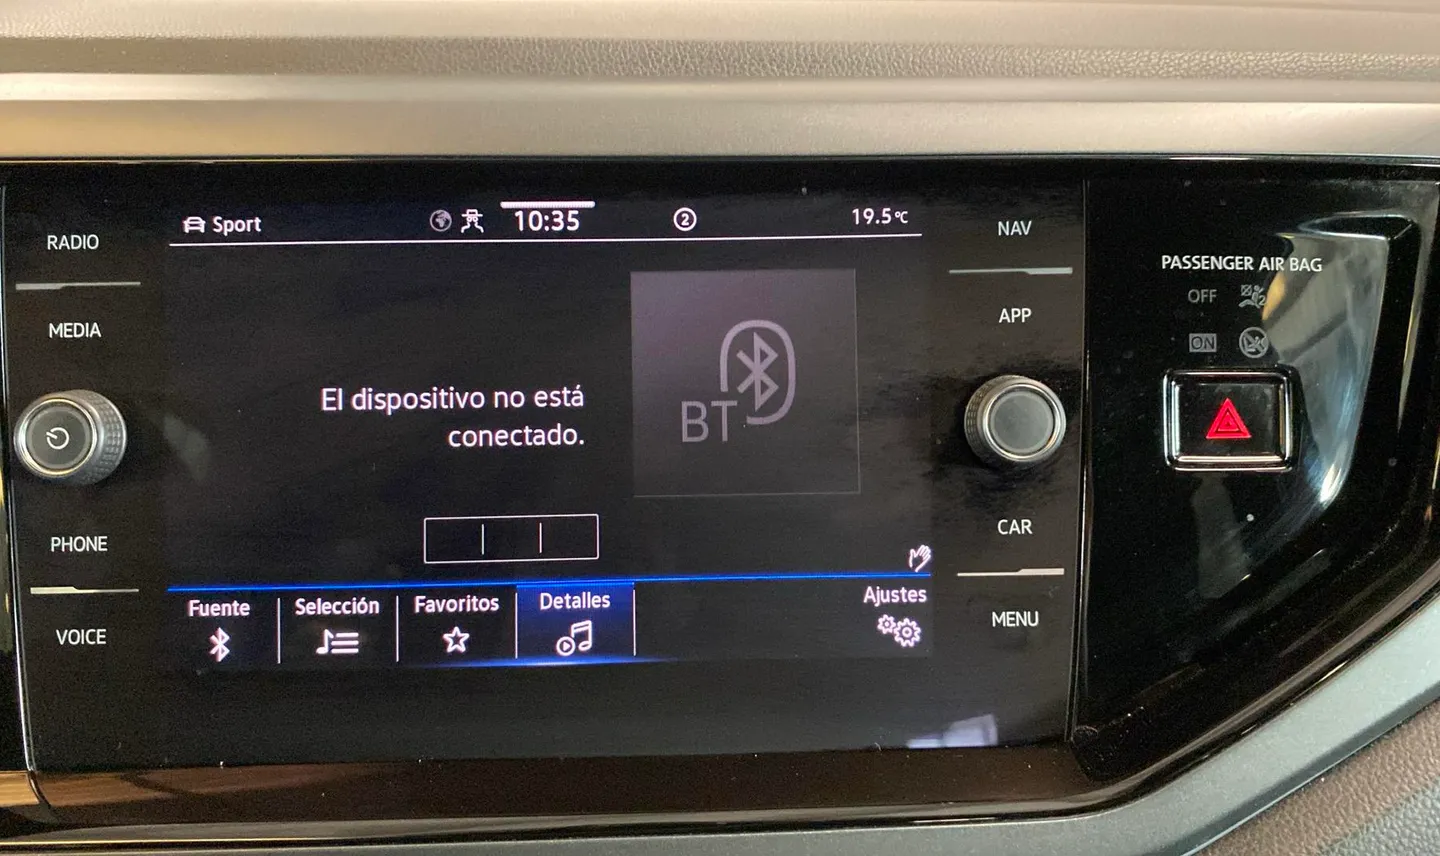 RADIO
MEDIA
PHONE
VOICE
Sport
10:35
2
19.5°C
El dispositivo no está
conectado.
BT
Fuente
Selección
Favoritos
Detalles
Ajustes
NAV
APP
CAR
MENU
PASSENGER AIR BAG
OFF
ON